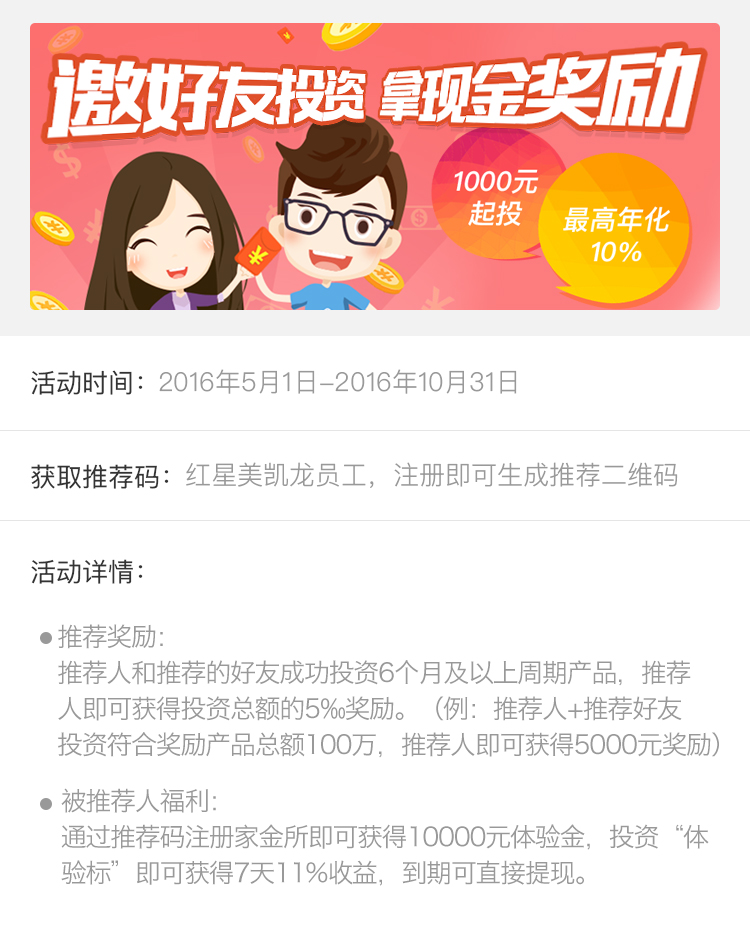 邀好友投资 拿现金奖励
1000元
起投
最高年化
10%
活动时间：2016年5月1日-2016年10月31日
获取推荐码：红星美凯龙员工，注册即可生成推荐二维码
活动详情：
推荐奖励：
推荐人和推荐的好友成功投资6个月及以上周期产品，推荐
人即可获得投资总额的5‰奖励。（例：推荐人+推荐好友
投资符合奖励产品总额100万，推荐人即可获得5000元奖励）
被推荐人福利：
通过推荐码注册家金所即可获得10000元体验金，投资“体
验标”即可获得7天11%收益，到期可直接提现。